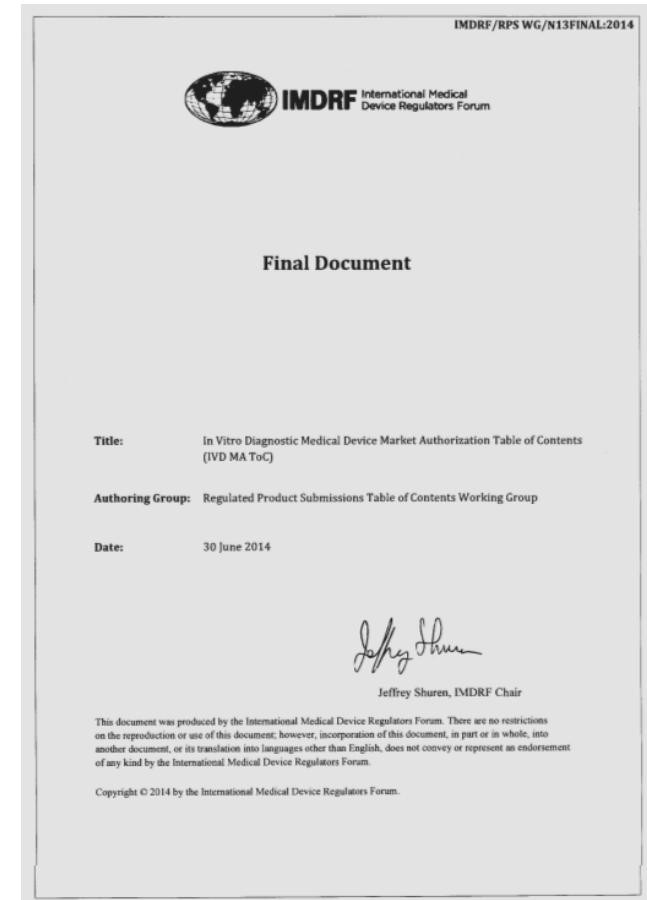 IMDRF/RPS WG/N13FINAL:2014
IMDRF International Medical
Device Regulators Forum
Final Document
Title: In Vitro Diagnostic Medical Device Market Authorization Table of Contents
(IVD MA ToC)
Authoring Group: Regulated Product Submissions Table of Contents Working Group
Date: 30 June 2014
Jeffrey Shuren
Jeffrey Shuren, IMDRF Chair
This document was produced by the International Medical Device Regulators Forum. There are no restrictions
on the reproduction or use of this document; however, incorporation of this document, in part or in whole, into
another document, or its translation into languages other than English, does not convey or represent an endorsement
of any kind by the International Medical Device Regulators Forum.
Copyright © 2014 by the International Medical Device Regulators Forum.